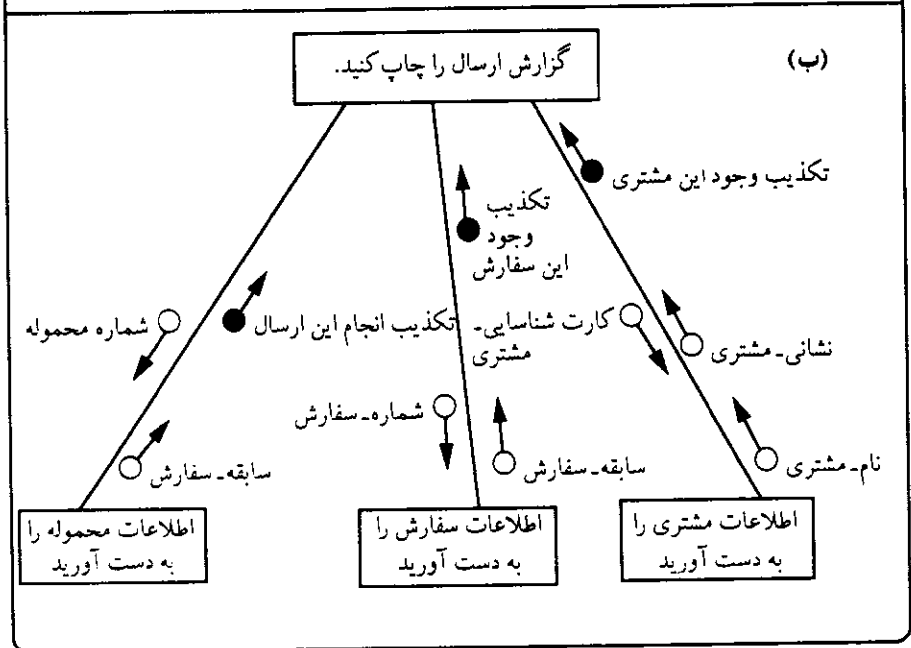 (ب)
گزارش ارسال را چاپ کنید.
تکذیب وجود این مشتری
تکذیب
وجود
این سفارش
کارت شناسایی-
مشتری
تکذیب انجام این ارسال
شماره محموله
نشانی-مشتری
شماره-سفارش
نام-مشتری
سابقه-سفارش
سابقه-سفارش
اطلاعات مشتری را
به دست آورید
اطلاعات سفارش را
به دست آورید
اطلاعات محموله را
به دست آورید